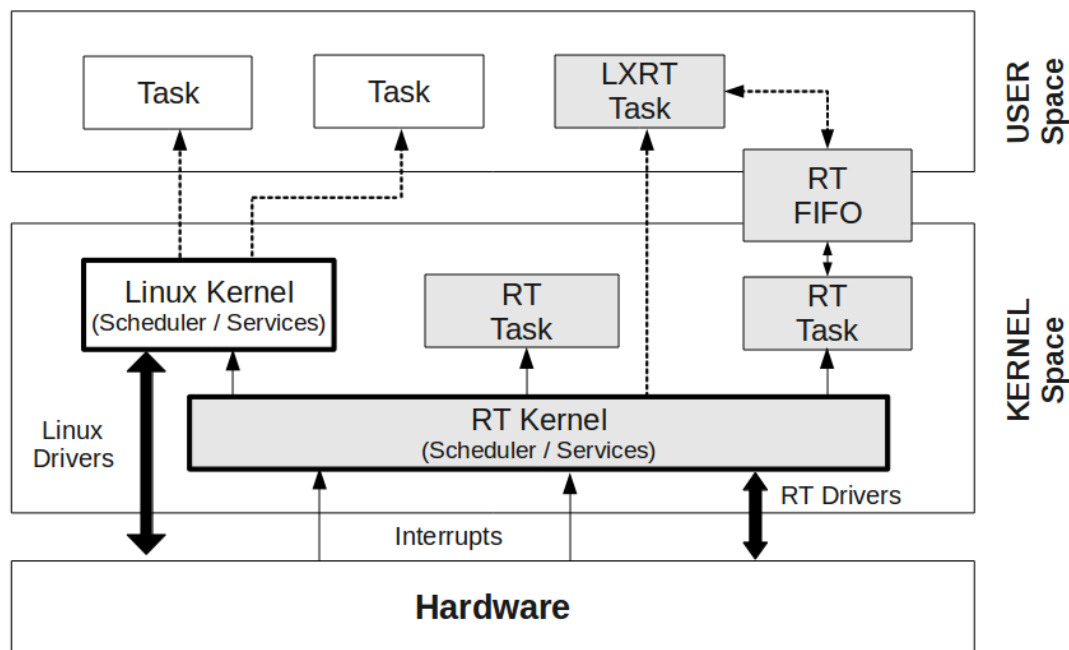 Task
Task
LXRT
Task
USER
Space
RT
FIFO
Linux Kernel
(Scheduler / Services)
RT
Task
RT
Task
KERNEL
Space
RT Kernel
(Scheduler / Services)
Linux
Drivers
RT Drivers
Interrupts
Hardware